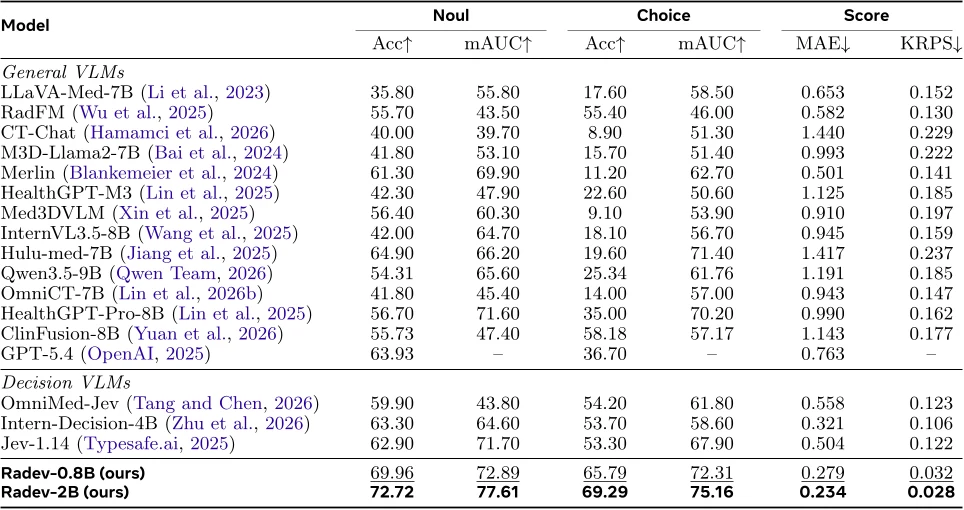 Model Noul Choice Score
Acc↑ mAUC↑ Acc↑ mAUC↑ MAE↓ KRPS↓
General VLMs
LLaVA-Med-7B (Li et al., 2023) 35.80 55.80 17.60 58.50 0.653 0.152
RadFM (Wu et al., 2025) 55.70 43.50 55.40 46.00 0.582 0.130
CT-Chat (Hamamci et al., 2026) 40.00 39.70 8.90 51.30 1.440 0.229
M3D-Llama2-7B (Bai et al., 2024) 41.80 53.10 15.70 51.40 0.993 0.222
Merlin (Blankemeier et al., 2024) 61.30 69.90 11.20 62.70 0.501 0.141
HealthGPT-M3 (Lin et al., 2025) 42.30 47.90 22.60 50.60 1.125 0.185
Med3DVLM (Xin et al., 2025) 56.40 60.30 9.10 53.90 0.910 0.197
InternVL3.5-8B (Wang et al., 2025) 42.00 64.70 18.10 56.70 0.945 0.159
Hulu-med-7B (Jiang et al., 2025) 64.90 66.20 19.60 71.40 1.417 0.237
Qwen3.5-9B (Qwen Team, 2026) 54.31 65.60 25.34 61.76 1.191 0.185
OmniCT-7B (Lin et al., 2026b) 41.80 45.40 14.00 57.00 0.943 0.147
HealthGPT-Pro-8B (Lin et al., 2025) 56.70 71.60 35.00 70.20 0.990 0.162
ClinFusion-8B (Yuan et al., 2026) 55.73 47.40 58.18 57.17 1.143 0.177
GPT-5.4 (OpenAI, 2025) 63.93 – 36.70 – 0.763 –
Decision VLMs
OmniMed-Jev (Tang and Chen, 2026) 59.90 43.80 54.20 61.80 0.558 0.123
Intern-Decision-4B (Zhu et al., 2026) 63.30 64.60 53.70 58.60 0.321 0.106
Jev-1.14 (Typesafe.ai, 2025) 62.90 71.70 53.30 67.90 0.504 0.122
Radev-0.8B (ours) 69.96 72.89 65.79 72.31 0.279 0.032
Radev-2B (ours) 72.72 77.61 69.29 75.16 0.234 0.028